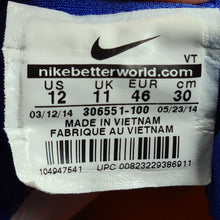 VT
nikebetterworld.com
US UK EUR cm
12 11 46 30
03/12/14 306551-100 05/23/14
MADE IN VIETNAM
FABRIQUE AU VIETNAM
104947541 UPC 00823229386911